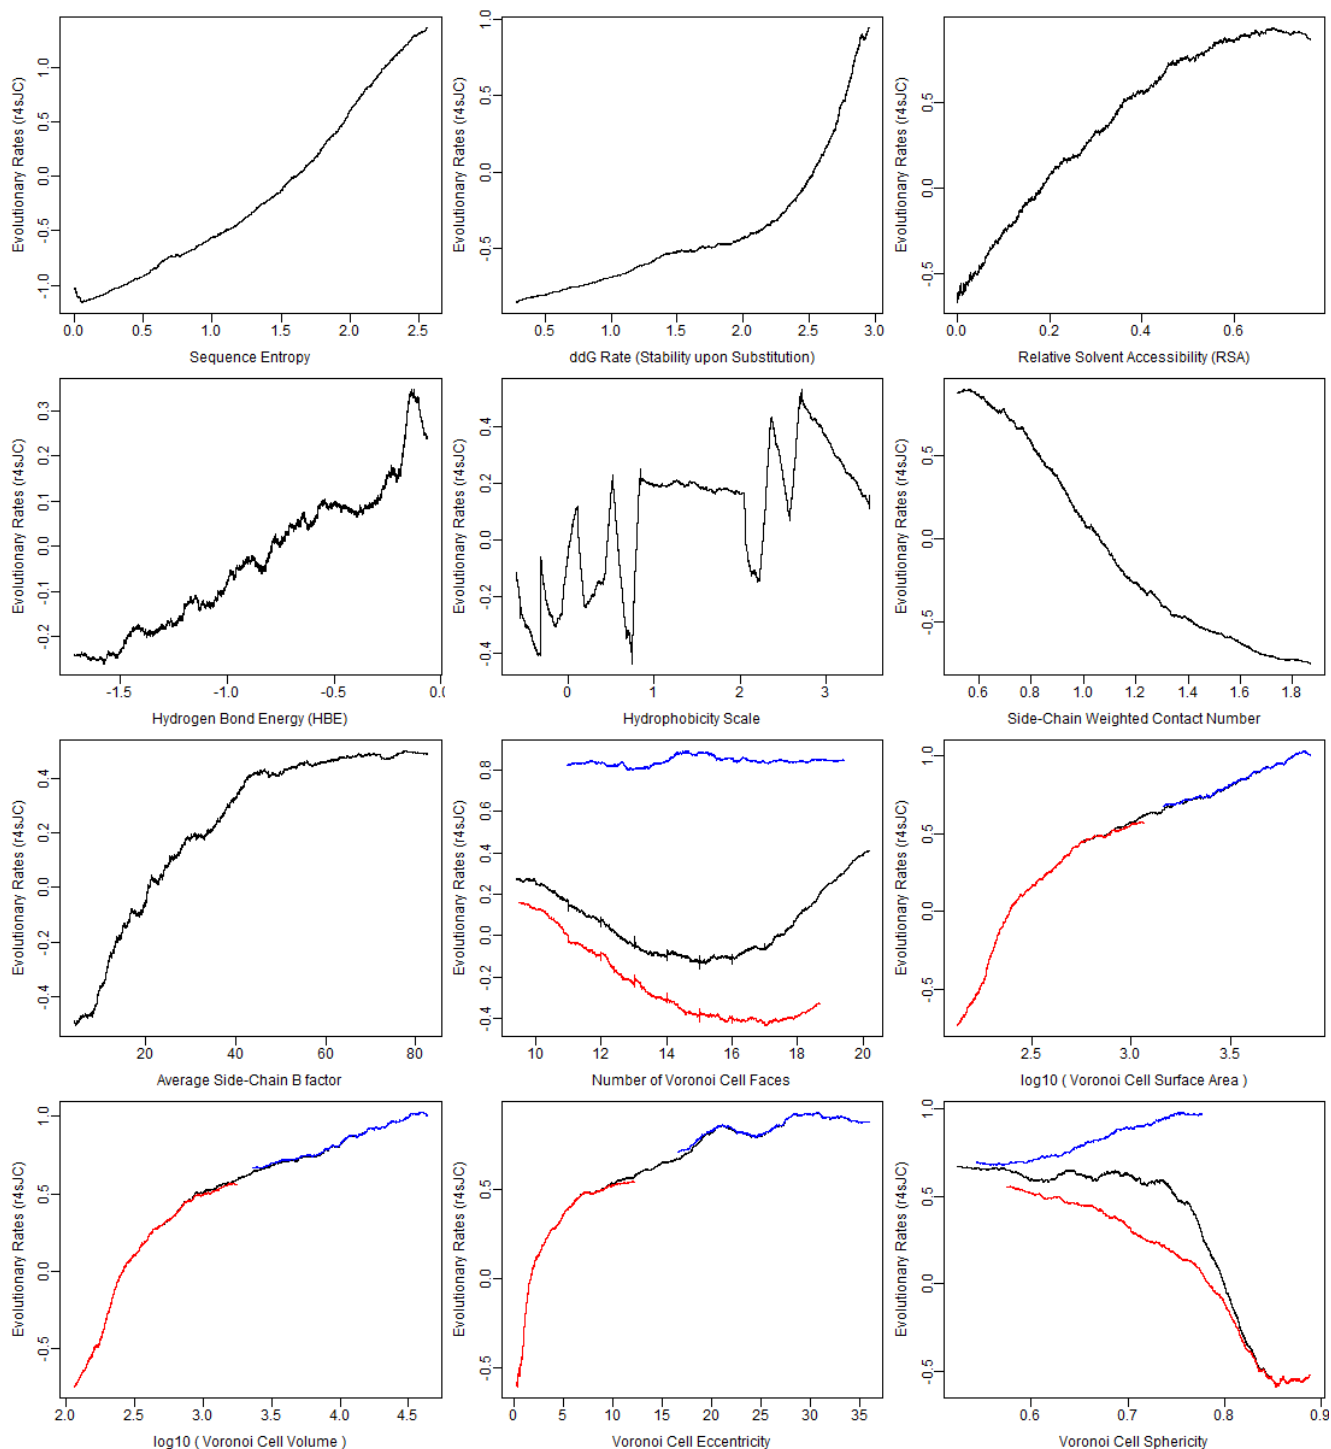 Evolutionary Rates (r4sJC)
-1.0 -0.5 0.0 0.5 1.0
0.0 0.5 1.0 1.5 2.0 2.5
Sequence Entropy
Evolutionary Rates (r4sJC)
-0.5 0.0 0.5 1.0
0.5 1.0 1.5 2.0 2.5 3.0
ddG Rate (Stability upon Substitution)
Evolutionary Rates (r4sJC)
-0.5 0.0 0.5
0.0 0.2 0.4 0.6
Relative Solvent Accessibility (RSA)
Evolutionary Rates (r4sJC)
-0.2 -0.1 0.0 0.1 0.2 0.3
-1.5 -1.0 -0.5 0.0
Hydrogen Bond Energy (HBE)
Evolutionary Rates (r4sJC)
-0.4 -0.2 0.0 0.2 0.4
0 1 2 3
Hydrophobicity Scale
Evolutionary Rates (r4sJC)
-0.5 0.0 0.5
0.6 0.8 1.0 1.2 1.4 1.6 1.8
Side-Chain Weighted Contact Number
Evolutionary Rates (r4sJC)
-0.4 -0.2 0.0 0.2 0.4
20 40 60 80
Average Side-Chain B factor
Evolutionary Rates (r4sJC)
-0.4 -0.2 0.0 0.2 0.4 0.6 0.8
10 12 14 16 18 20
Number of Voronoi Cell Faces
Evolutionary Rates (r4sJC)
-0.5 0.0 0.5 1.0
2.5 3.0 3.5
log10 ( Voronoi Cell Surface Area )
Evolutionary Rates (r4sJC)
-0.5 0.0 0.5 1.0
2.0 2.5 3.0 3.5 4.0 4.5
log10 ( Voronoi Cell Volume )
Evolutionary Rates (r4sJC)
-0.5 0.0 0.5
0 5 10 15 20 25 30 35
Voronoi Cell Eccentricity
Evolutionary Rates (r4sJC)
-0.5 0.0 0.5 1.0
0.6 0.7 0.8 0.9
Voronoi Cell Sphericity